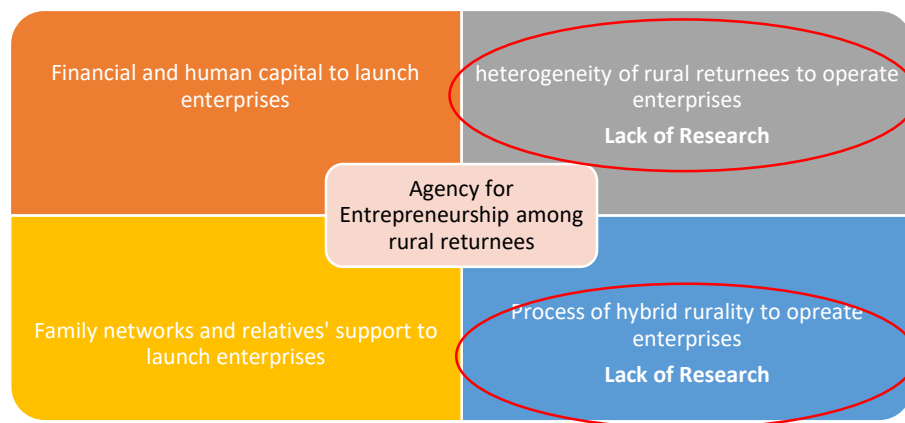 Financial and human capital to launch
enterprises
heterogeneity of rural returnees to operate
enterprises
Lack of Research
Agency for
Entrepreneurship among
rural returnees
Family networks and relatives' support to
launch enterprises
Process of hybrid rurality to opreate
enterprises
Lack of Research